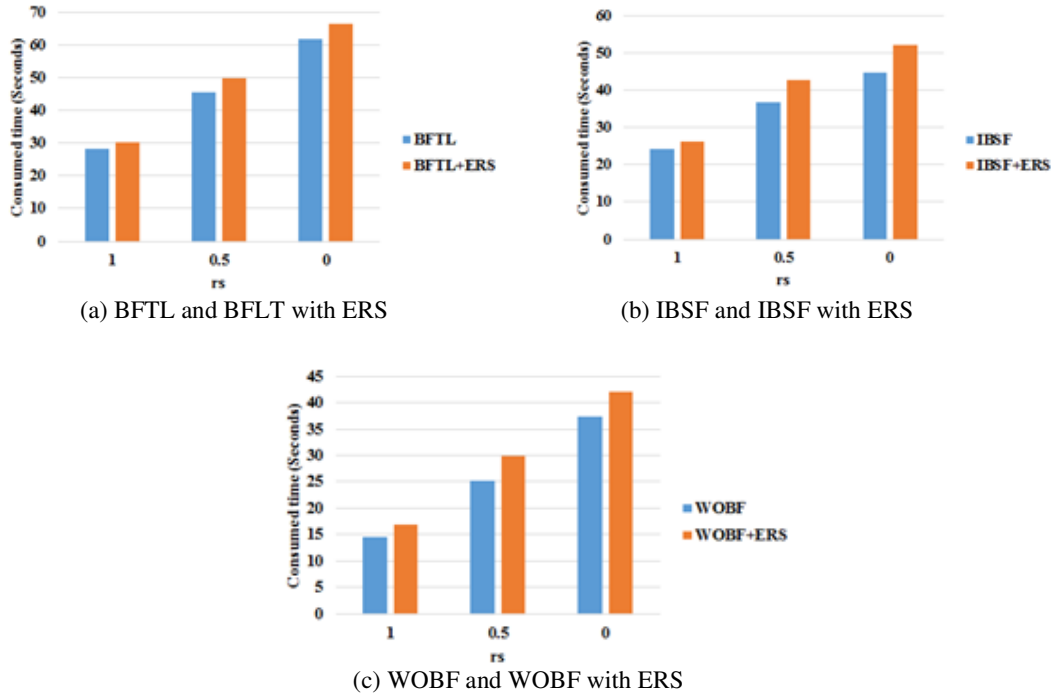 70
60
50
40
30
20
10
0
Consumed time (Seconds)
1 0.5 0
rs
BFTL
BFTL+ERS
(a) BFTL and BFLT with ERS
60
50
40
30
20
10
0
Consumed time (Seconds)
1 0.5 0
rs
IBSF
IBSF+ERS
(b) IBSF and IBSF with ERS
45
40
35
30
25
20
15
10
5
0
Consumed time (Seconds)
1 0.5 0
rs
WOBF
WOBF+ERS
(c) WOBF and WOBF with ERS